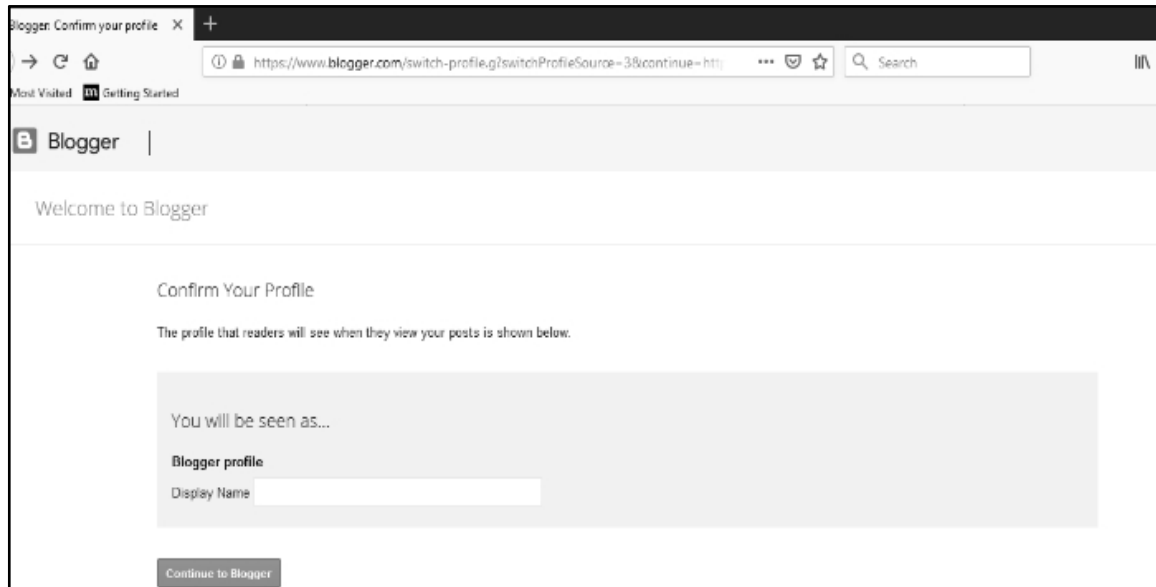 Blogger: Confirm your profile
https://www.blogger.com/switch-profile.g?switchProfileSource=3&continue=htt
Search
Most Visited Getting Started
Blogger
Welcome to Blogger
Confirm Your Profile
The profile that readers will see when they view your posts is shown below.
You will be seen as...
Blogger profile
Display Name
Continue to Blogger